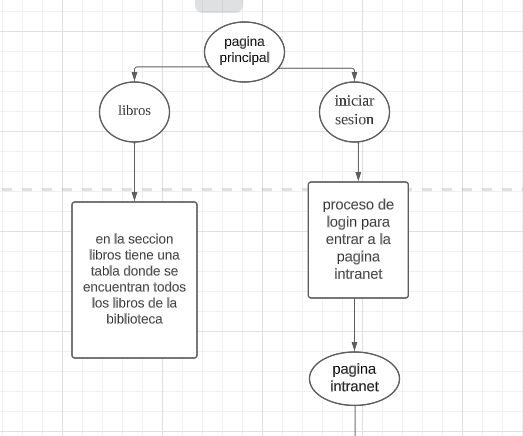 pagina
principal
libros
iniciar
sesion
en la seccion
libros tiene una
tabla donde se
encuentran todos
los libros de la
biblioteca
proceso de
login para
entrar a la
pagina
intranet
pagina
intranet